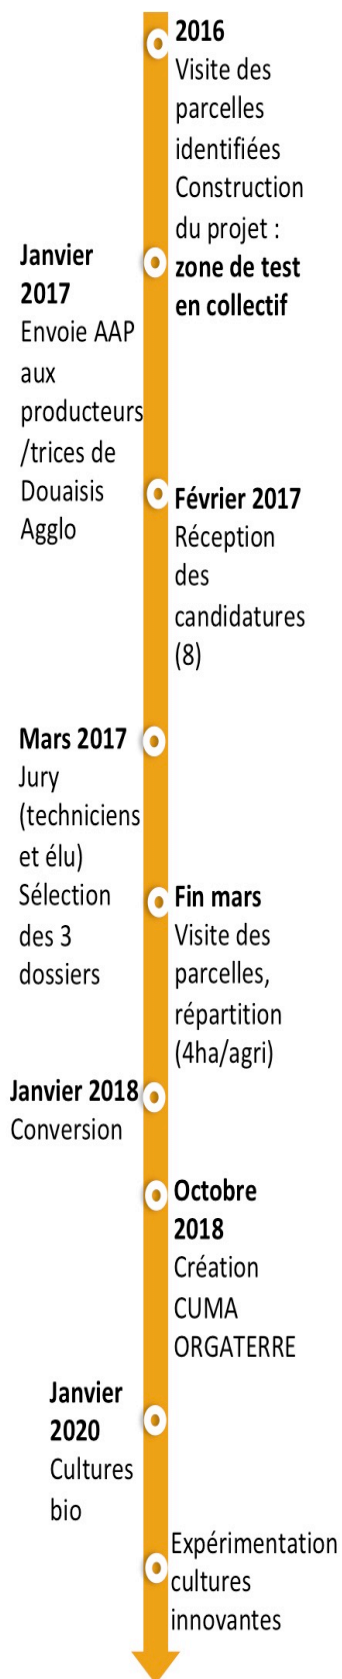 2016
Visite des
parcelles
identifiées
Construction
du projet :
zone de test
en collectif
Janvier
2017
Envoie AAP
aux
producteurs
/trices de
Douaisis
Agglo
Février 2017
Réception
des
candidatures
(8)
Mars 2017
Jury
(techniciens
et élu)
Sélection
des 3
dossiers
Fin mars
Visite des
parcelles,
répartition
(4ha/agri)
Janvier 2018
Conversion
Octobre
2018
Création
CUMA
ORGATERRE
Janvier
2020
Cultures
bio
Expérimentation
cultures
innovantes